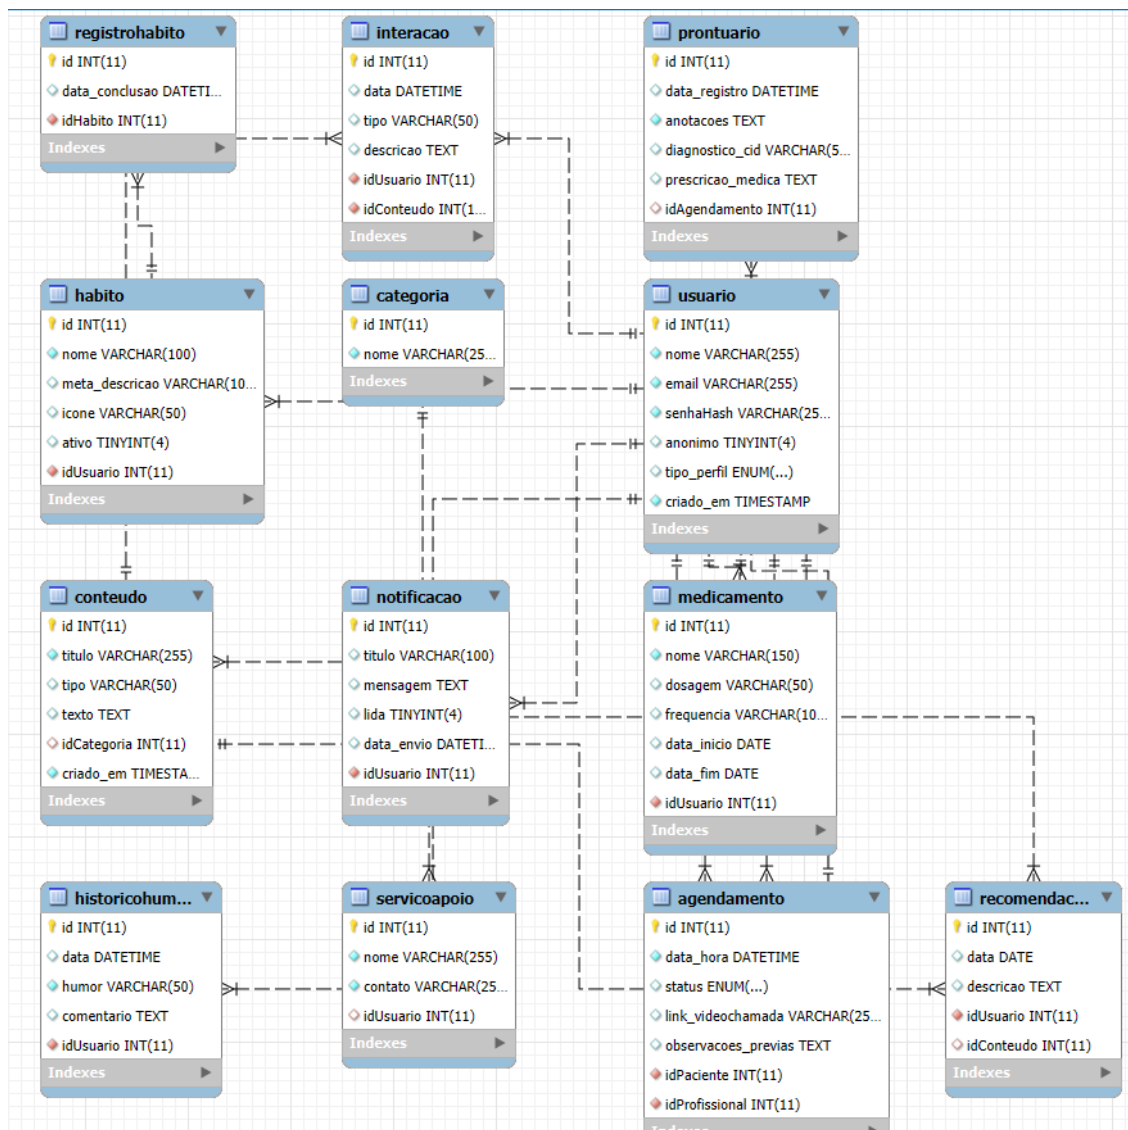 registrohabito
id INT(11)
data_conclusao DATETI...
idHabito INT(11)
Indexes
interacao
id INT(11)
data DATETIME
tipo VARCHAR(50)
descricao TEXT
idUsuario INT(11)
idConteudo INT(1...
Indexes
prontuario
id INT(11)
data_registro DATETIME
anotacoes TEXT
diagnostico_cid VARCHAR(5...
prescricao_medica TEXT
idAgendamento INT(11)
Indexes
habito
id INT(11)
nome VARCHAR(100)
meta_descricao VARCHAR(10...
icone VARCHAR(50)
ativo TINYINT(4)
idUsuario INT(11)
Indexes
categoria
id INT(11)
nome VARCHAR(25...
Indexes
usuario
id INT(11)
nome VARCHAR(255)
email VARCHAR(255)
senhaHash VARCHAR(25...
anonimo TINYINT(4)
tipo_perfil ENUM(...)
criado_em TIMESTAMP
Indexes
conteudo
id INT(11)
titulo VARCHAR(255)
tipo VARCHAR(50)
texto TEXT
idCategoria INT(11)
criado_em TIMESTA...
Indexes
notificacao
id INT(11)
titulo VARCHAR(100)
mensagem TEXT
lida TINYINT(4)
data_envio DATETI...
idUsuario INT(11)
Indexes
medicamento
id INT(11)
nome VARCHAR(150)
dosagem VARCHAR(50)
frequencia VARCHAR(10...
data_inicio DATE
data_fim DATE
idUsuario INT(11)
Indexes
historicohum...
id INT(11)
data DATETIME
humor VARCHAR(50)
comentario TEXT
idUsuario INT(11)
Indexes
servicoapoio
id INT(11)
nome VARCHAR(255)
contato VARCHAR(25...
idUsuario INT(11)
Indexes
agendamento
id INT(11)
data_hora DATETIME
status ENUM(...)
link_videochamada VARCHAR(25...
observacoes_previas TEXT
idPaciente INT(11)
idProfissional INT(11)
Indexes
recomendac...
id INT(11)
data DATE
descricao TEXT
idUsuario INT(11)
idConteudo INT(11)
Indexes